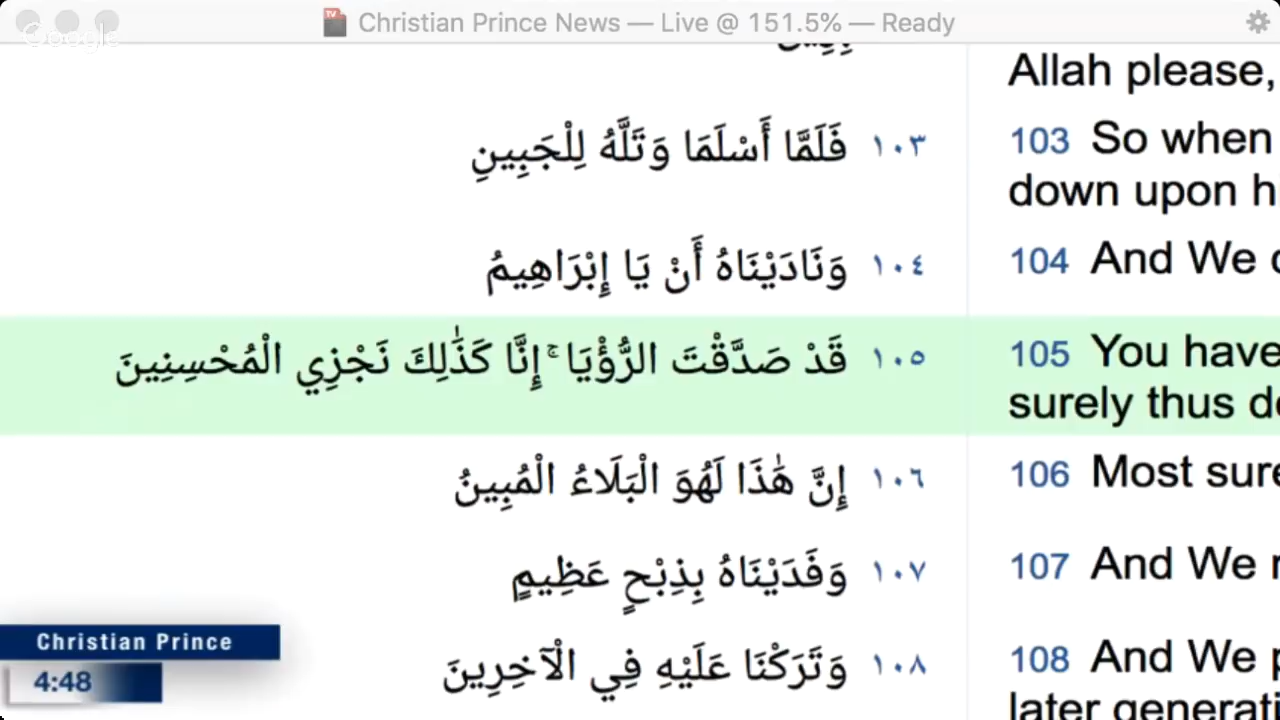 Christian Prince News — Live @ 151.5% — Ready
Google
Allah please,
١٠٣ فَلَمَّا أَسْلَمَا وَتَلَّهُ لِلْجَبِينِ
103 So when
down upon
١٠٤ وَنَادَيْنَاهُ أَنْ يَا إِبْرَاهِيمُ
104 And We
١٠٥ قَدْ صَدَّقْتَ الرُّؤْيَا ۚ إِنَّا كَذَٰلِكَ نَجْزِي الْمُحْسِنِينَ
105 You have
surely thus
١٠٦ إِنَّ هَٰذَا لَهُوَ الْبَلَاءُ الْمُبِينُ
106 Most
١٠٧ وَفَدَيْنَاهُ بِذِبْحٍ عَظِيمٍ
107 And We
١٠٨ وَتَرَكْنَا عَلَيْهِ فِي الْآخِرِينَ
108 And We
later
Christian Prince
4:48